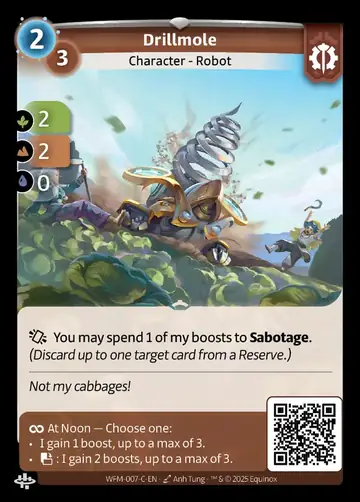 2
Drillmole
3
Character - Robot
2
2
0
You may spend 1 of my boosts to Sabotage.
(Discard up to one target card from a Reserve.)
Not my cabbages!
∞ At Noon — Choose one:
• I gain 1 boost, up to a max of 3.
• : I gain 2 boosts, up to a max of 3.
WFM-007-C-EN - Anh Tung - ™ & © 2025 Equinox